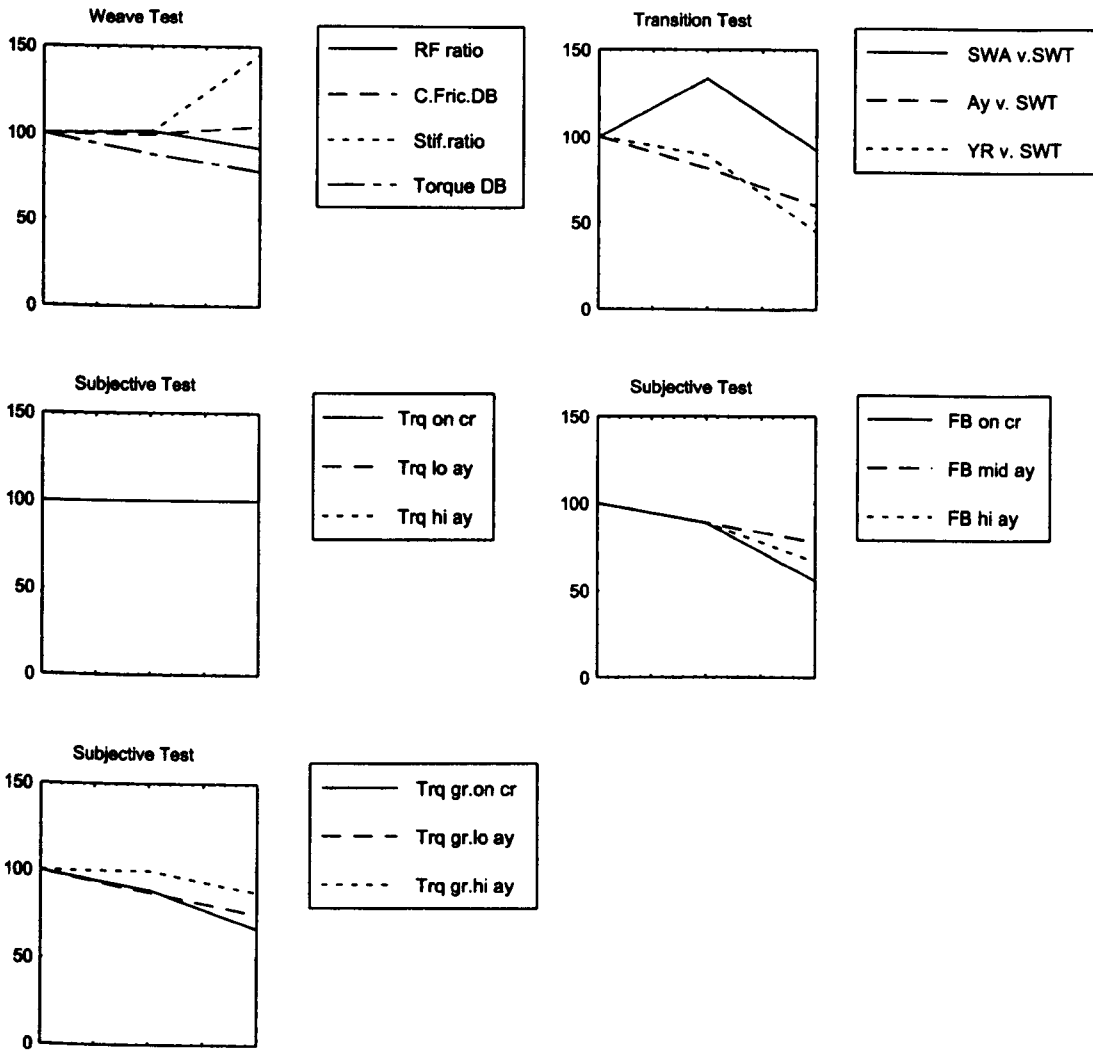 Weave Test
150
100
50
0
RF ratio
C.Fric.DB
Stif.ratio
Torque DB
Transition Test
150
100
50
0
SWA v.SWT
Ay v. SWT
YR v. SWT
Subjective Test
150
100
50
0
Trq on cr
Trq lo ay
Trq hi ay
Subjective Test
150
100
50
0
FB on cr
FB mid ay
FB hi ay
Subjective Test
150
100
50
0
Trq gr.on cr
Trq gr.lo ay
Trq gr.hi ay